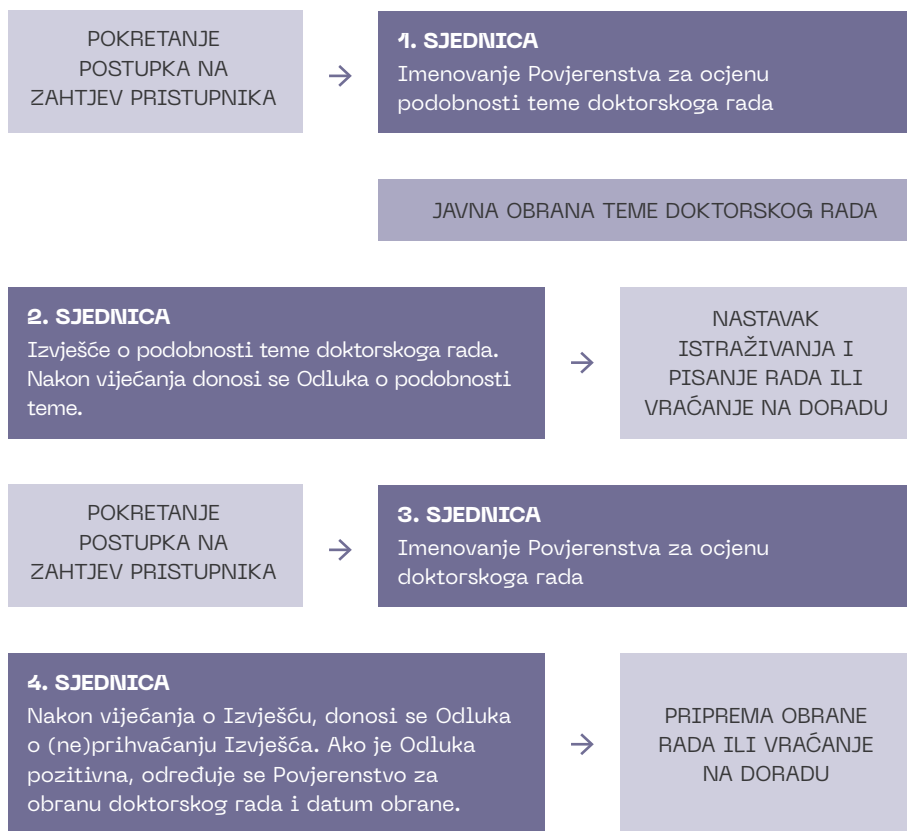 POKRETANJE
POSTUPKA NA
ZAHTJEV PRISTUPNIKA
→
1. SJEDNICA
Imenovanje Povjerenstva za ocjenu
podobnosti teme doktorskoga rada
JAVNA OBRANA TEME DOKTORSKOG RADA
2. SJEDNICA
Izvješće o podobnosti teme doktorskoga rada.
Nakon vijećanja donosi se Odluka o podobnosti
teme.
→
NASTAVAK
ISTRAŽIVANJA I
PISANJE RADA ILI
VRAĆANJE NA DORADU
POKRETANJE
POSTUPKA NA
ZAHTJEV PRISTUPNIKA
→
3. SJEDNICA
Imenovanje Povjerenstva za ocjenu
doktorskoga rada
4. SJEDNICA
Nakon vijećanja o Izvješću, donosi se Odluka
o (ne)prihvaćanju Izvješća. Ako je Odluka
pozitivna, određuje se Povjerenstvo za
obranu doktorskog rada i datum obrane.
→
PRIPREMA OBRANE
RADA ILI VRAĆANJE
NA DORADU